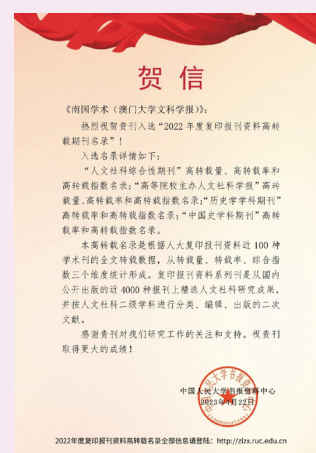 贺信
《南国学术(澳门大学文科学报)》:
热烈祝贺贵刊入选“2022年度复印报刊资料高转
载期刊名录”!
入选名录详情如下:
“人文社科综合性期刊”高转载量、高转载率和
高转载指数名录;“高等院校主办人文社科学报”高转
载量、高转载率和高转载指数名录;“历史学学科期刊”
高转载率和高转载指数名录;“中国史学科期刊”高转
载率和高转载指数名录。
本高转载名录是根据人大复印报刊资料近100种
学术刊的全文转载数据,从转载量、转载率、综合指
数三个维度统计形成。复印报刊资料系列刊是从国内
公开出版的近4000种报刊上精选人文社科研究成果,
并按人文社科二级学科进行分类、编辑、出版的二次
文献。
感谢贵刊对我们研究工作的关注和支持。祝贵刊
取得更大的成绩!
中国人民大学书报资料中心
2023年3月22日
2022年度复印报刊资料高转载名录全部信息请登陆:http://zlzx.ruc.edu.cn